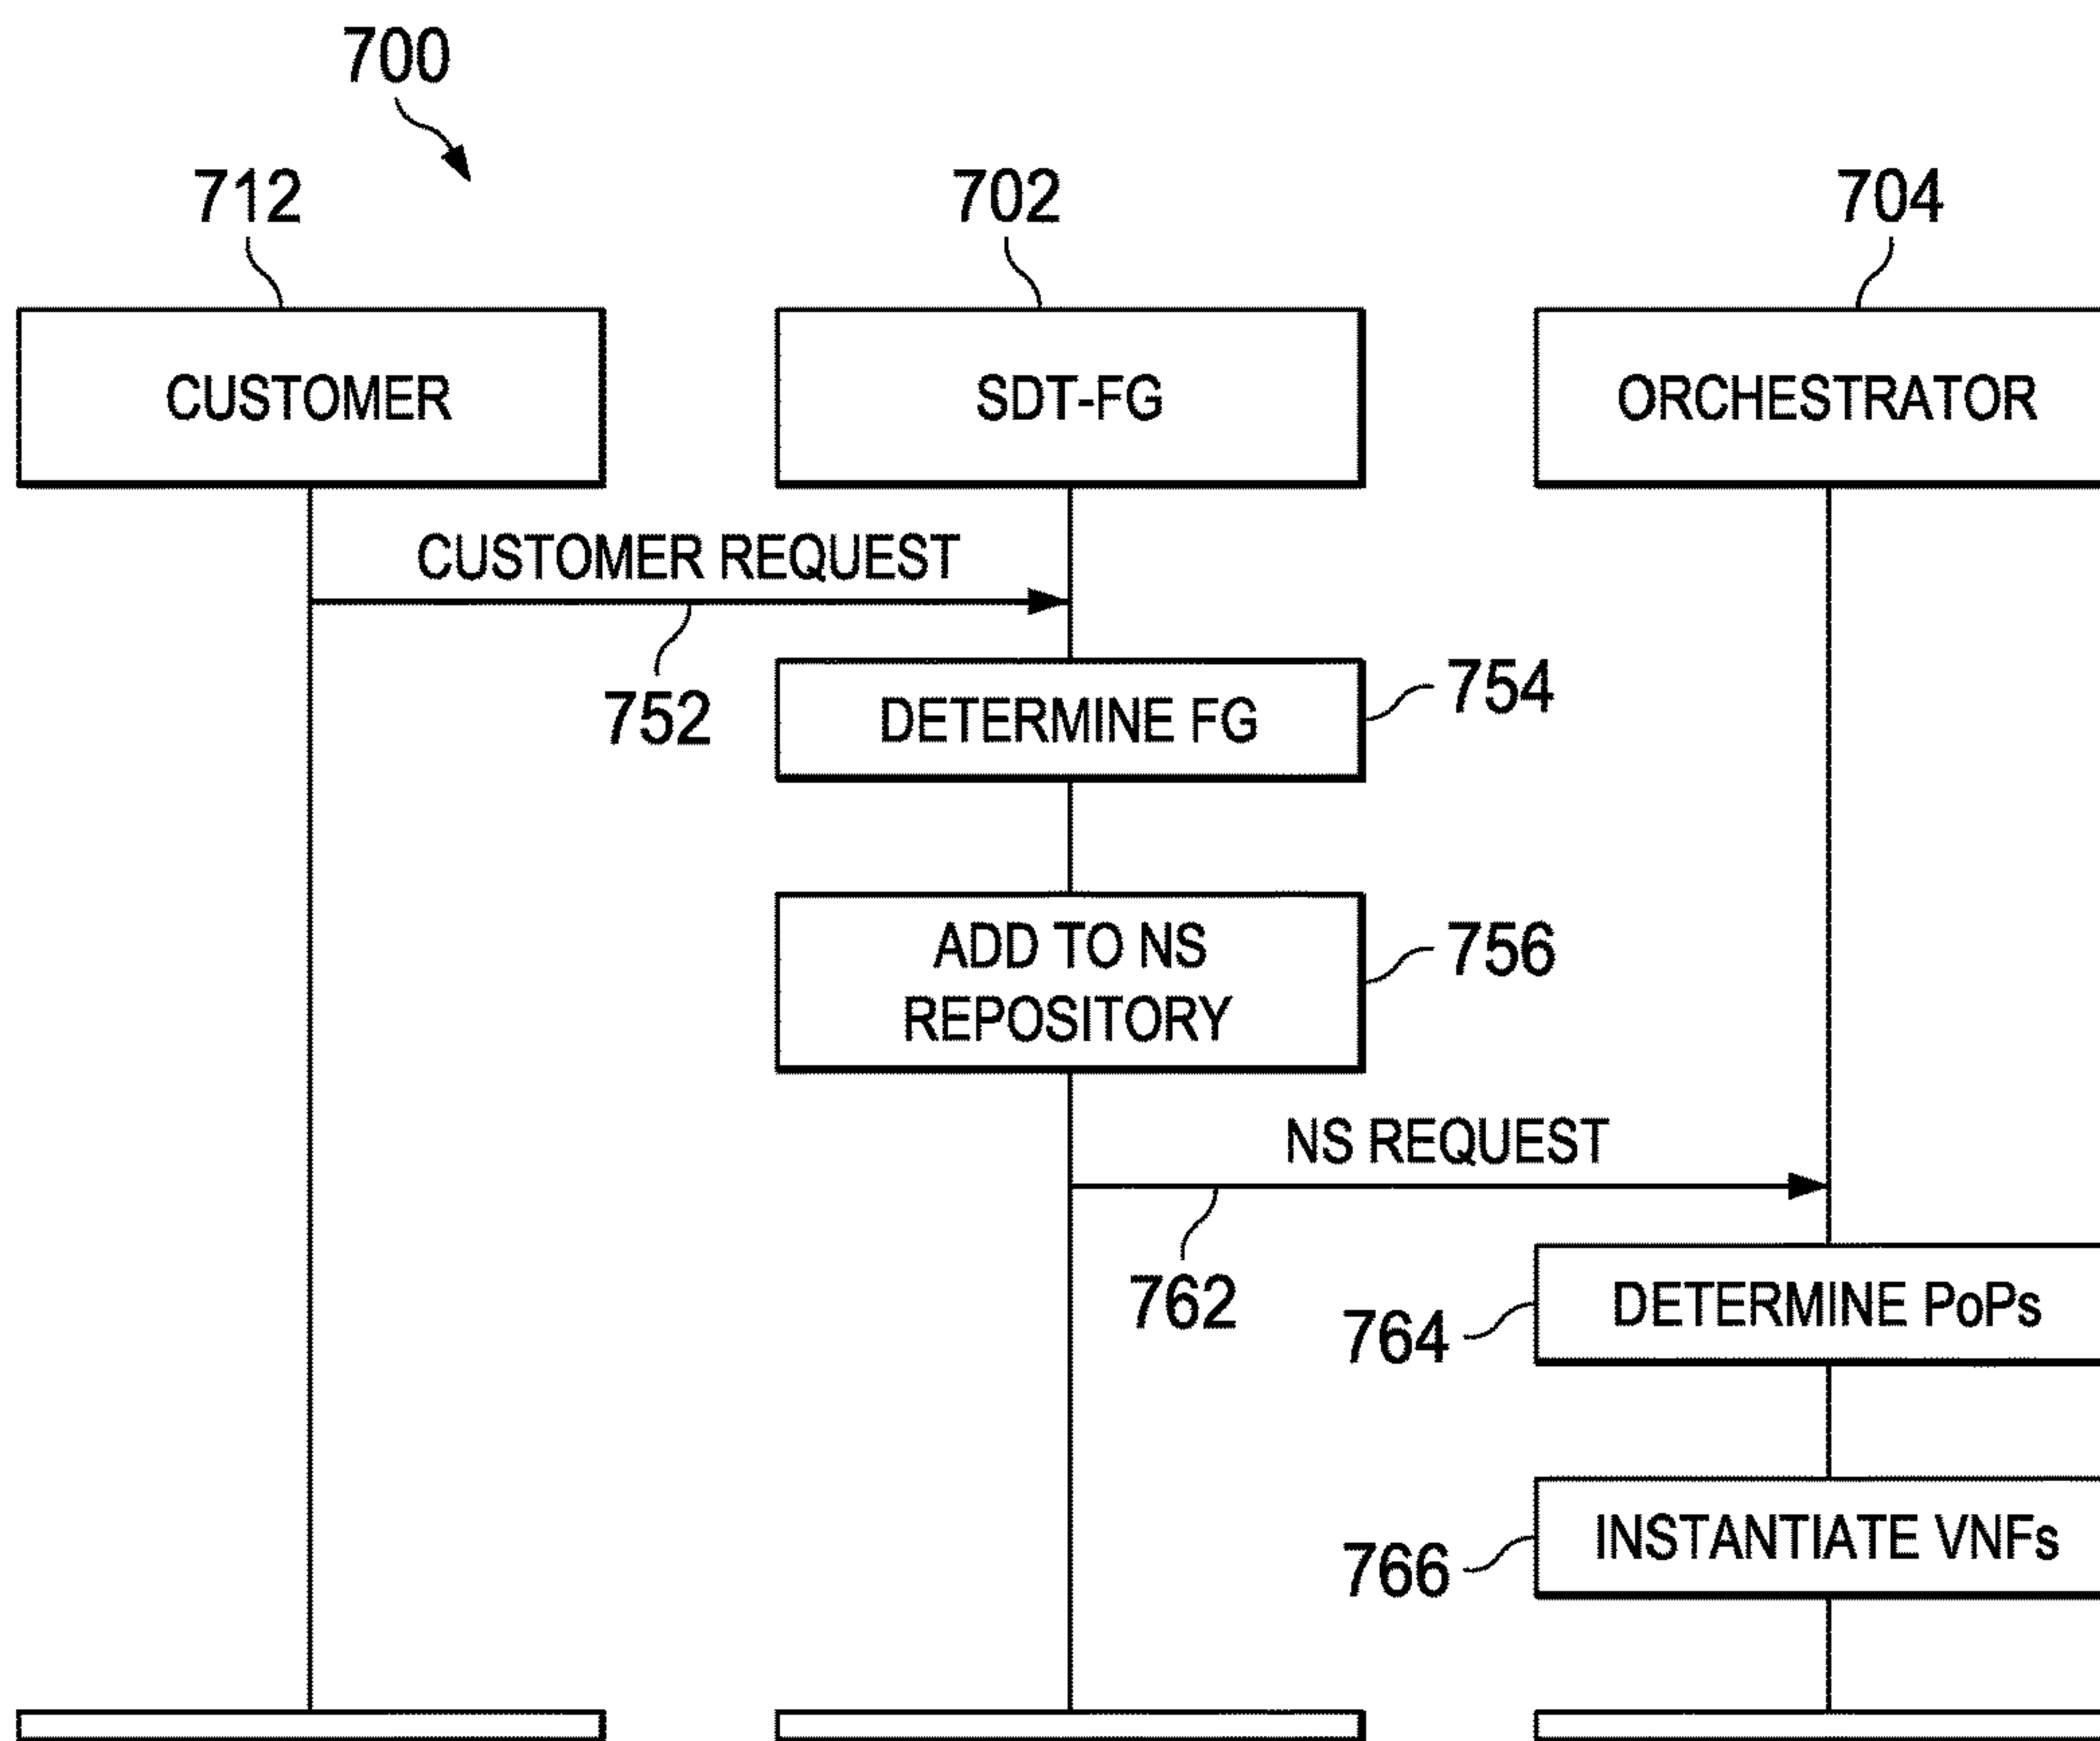 700
712
702
704
CUSTOMER
SDT-FG
ORCHESTRATOR
CUSTOMER REQUEST
752
DETERMINE FG
754
ADD TO NS
REPOSITORY
756
NS REQUEST
762
DETERMINE PoPs
764
INSTANTIATE VNFs
766